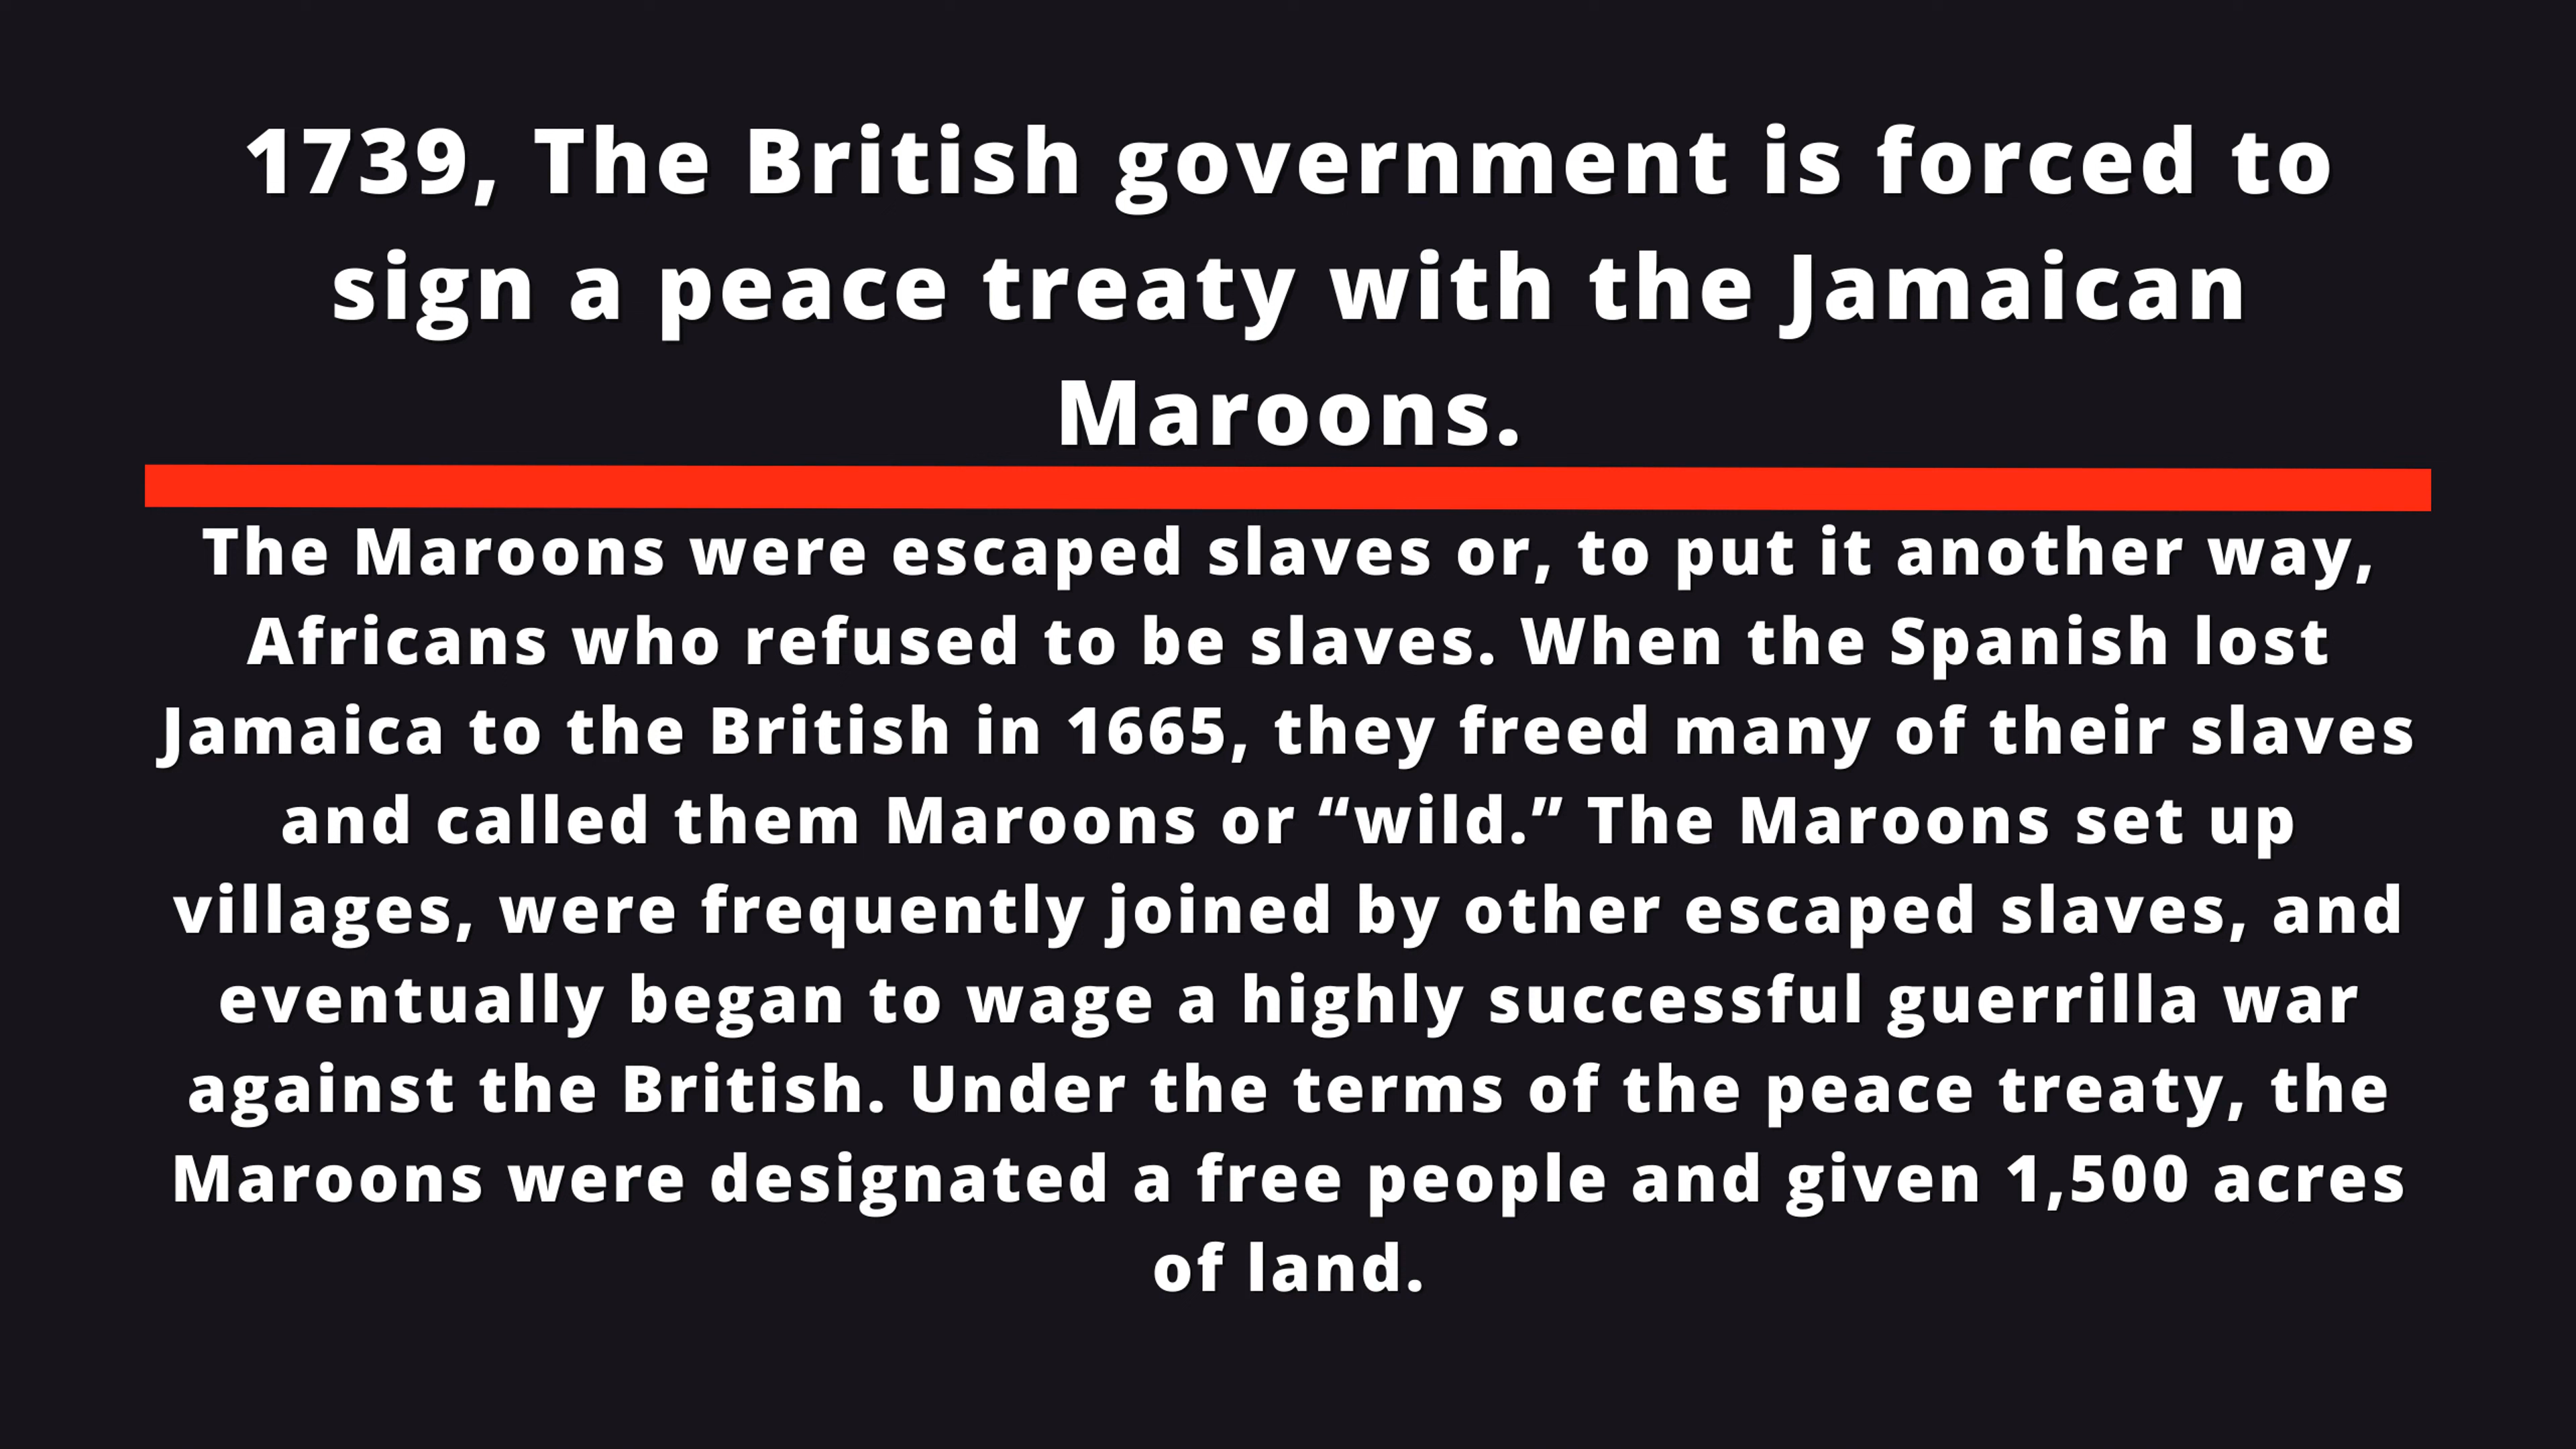 1739, The British government is forced to
sign a peace treaty with the Jamaican
Maroons.
The Maroons were escaped slaves or, to put it another way,
Africans who refused to be slaves. When the Spanish lost
Jamaica to the British in 1665, they freed many of their slaves
and called them Maroons or “wild.” The Maroons set up
villages, were frequently joined by other escaped slaves, and
eventually began to wage a highly successful guerrilla war
against the British. Under the terms of the peace treaty, the
Maroons were designated a free people and given 1,500 acres
of land.